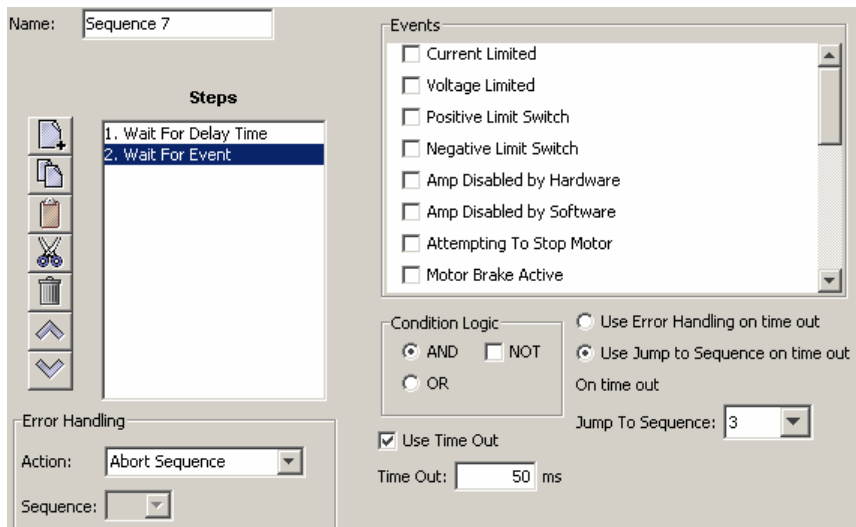 Name: Sequence 7
Steps
1. Wait For Delay Time
2. Wait For Event
Error Handling
Action: Abort Sequence
Sequence:
Events
Current Limited
Voltage Limited
Positive Limit Switch
Negative Limit Switch
Amp Disabled by Hardware
Amp Disabled by Software
Attempting To Stop Motor
Motor Brake Active
Condition Logic
AND NOT
OR
Use Time Out
Time Out: 50 ms
Use Error Handling on time out
Use Jump to Sequence on time out
On time out
Jump To Sequence: 3